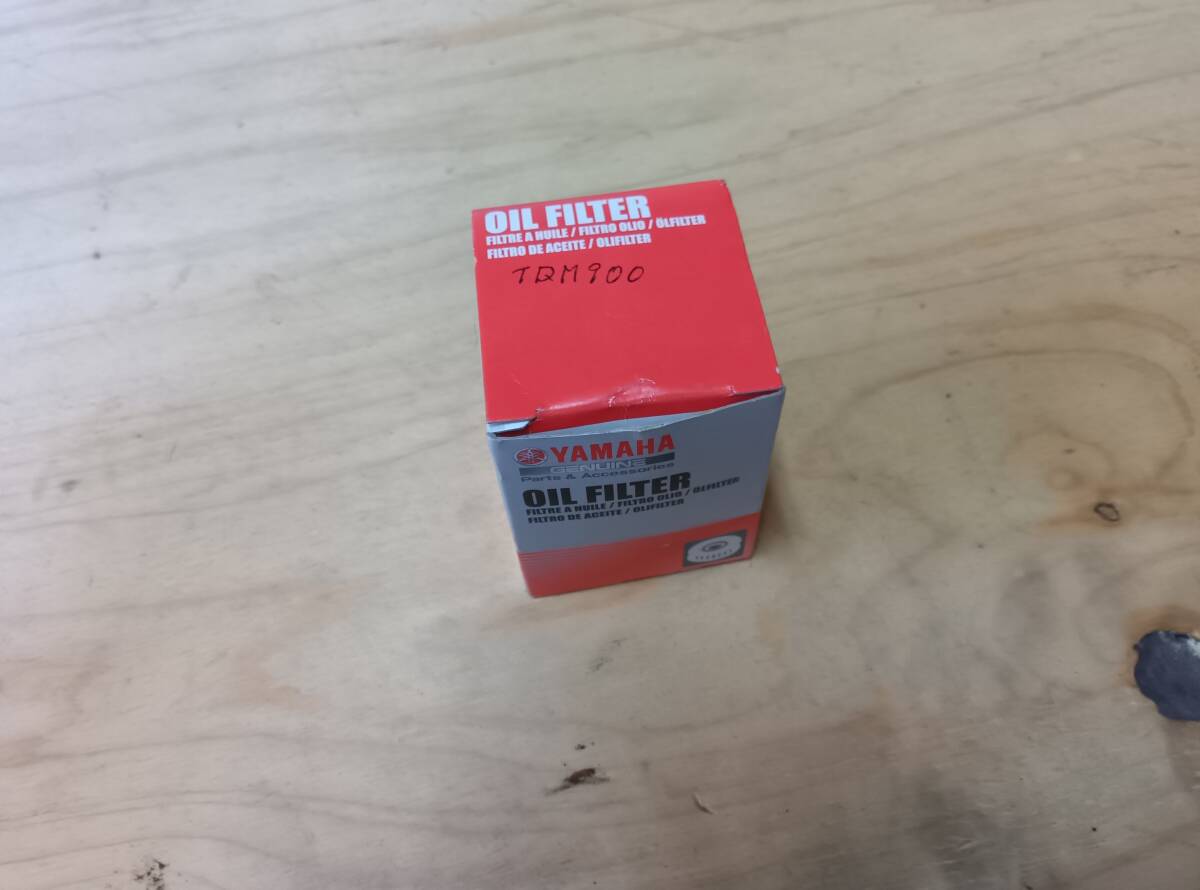 OIL FILTER
FILTRE A HUILE / FILTRO OLIO / ÖLFILTER
FILTRO DE ACEITE / OLIFILTER
TDM900
YAMAHA
GENUINE
Parts & Accessories
OIL FILTER
FILTRE A HUILE / FILTRO OLIO / ÖLFILTER
FILTRO DE ACEITE / OLIFILTER